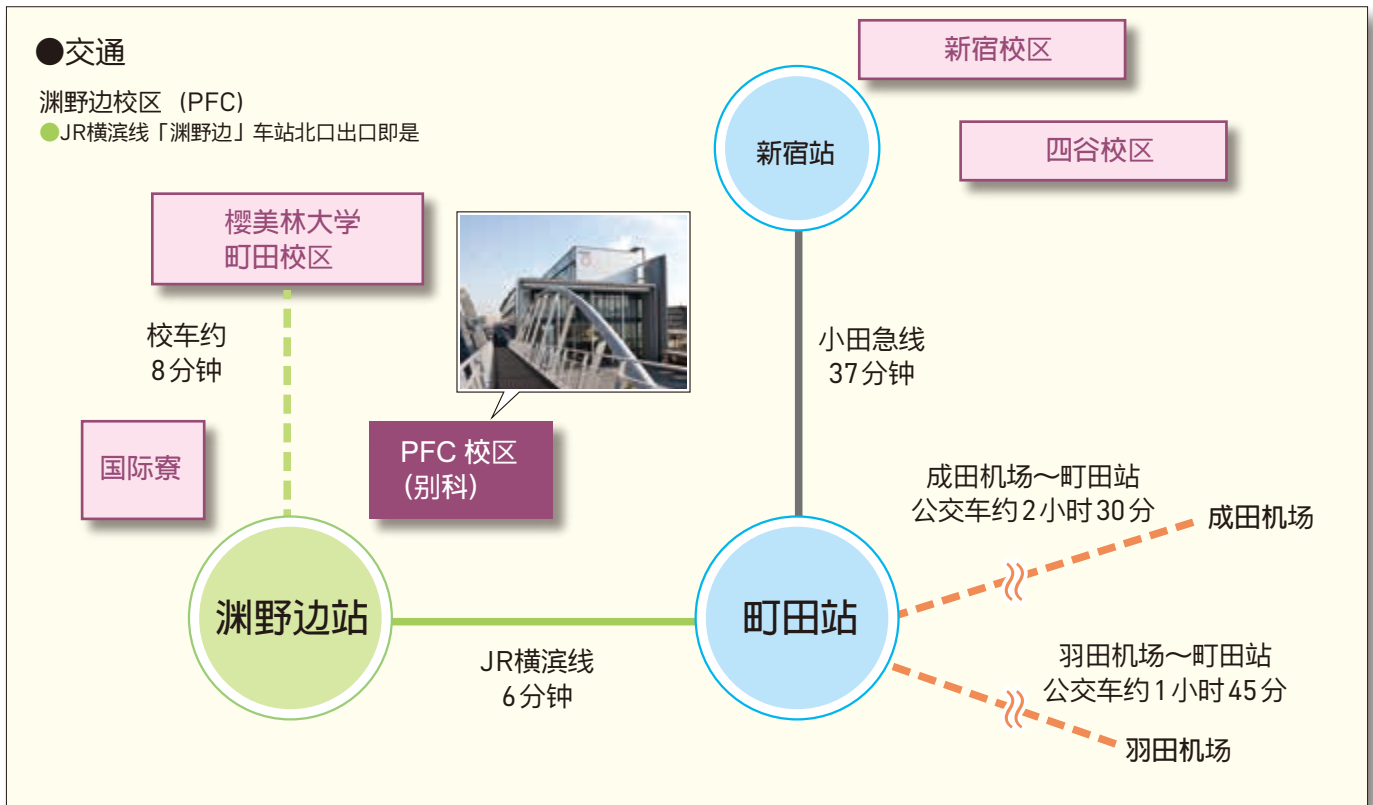 ●交通
渊野边校区（PFC）
●JR横滨线「渊野边」车站北口出口即是
新宿校区
四谷校区
新宿站
樱美林大学
町田校区
校车约
8分钟
小田急线
37分钟
国际寮
PFC 校区
（别科）
成田机场～町田站
公交车约2小时30分
成田机场
渊野边站
町田站
JR横滨线
6分钟
羽田机场～町田站
公交车约1小时45分
羽田机场